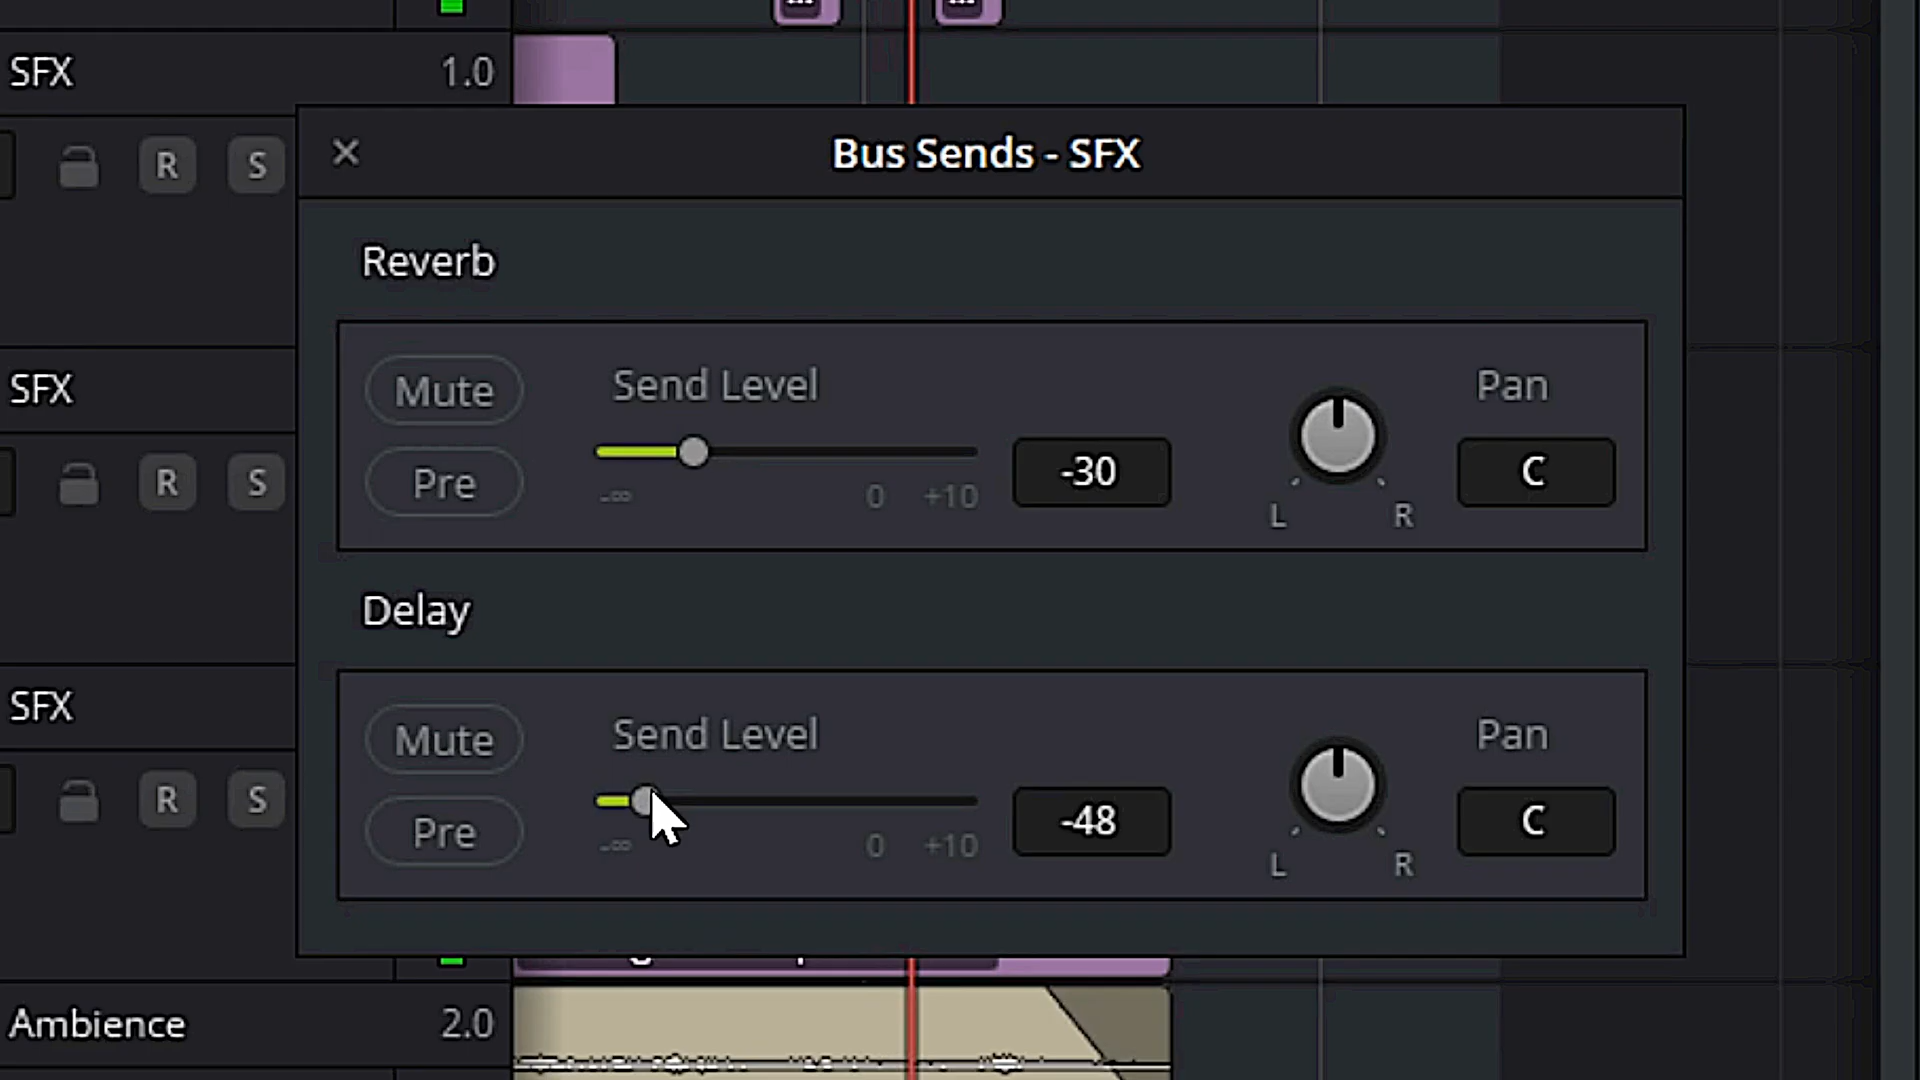 SFX 1.0
R S
Bus Sends - SFX
Reverb
Mute Send Level Pan
Pre -30 C
-∞ 0 +10 L R
SFX
R S
Delay
Mute Send Level Pan
Pre -48 C
-∞ 0 +10 L R
SFX
R S
Ambience 2.0